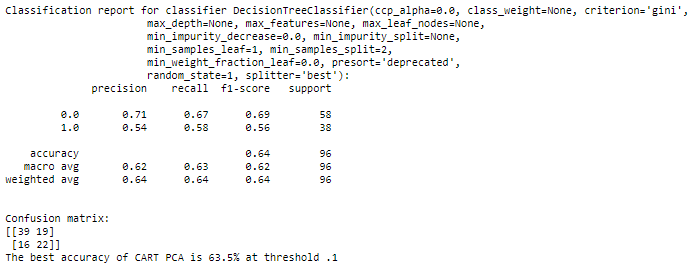 Classification report for classifier DecisionTreeClassifier(ccp_alpha=0.0, class_weight=None, criterion='gini',
max_depth=None, max_features=None, max_leaf_nodes=None,
min_impurity_decrease=0.0, min_impurity_split=None,
min_samples_leaf=1, min_samples_split=2,
min_weight_fraction_leaf=0.0, presort='deprecated',
random_state=1, splitter='best'):
precision recall f1-score support
0.0 0.71 0.67 0.69 58
1.0 0.54 0.58 0.56 38
accuracy 0.64 96
macro avg 0.62 0.63 0.62 96
weighted avg 0.64 0.64 0.64 96
Confusion matrix:
[[39 19]
[16 22]]
The best accuracy of CART PCA is 63.5% at threshold .1